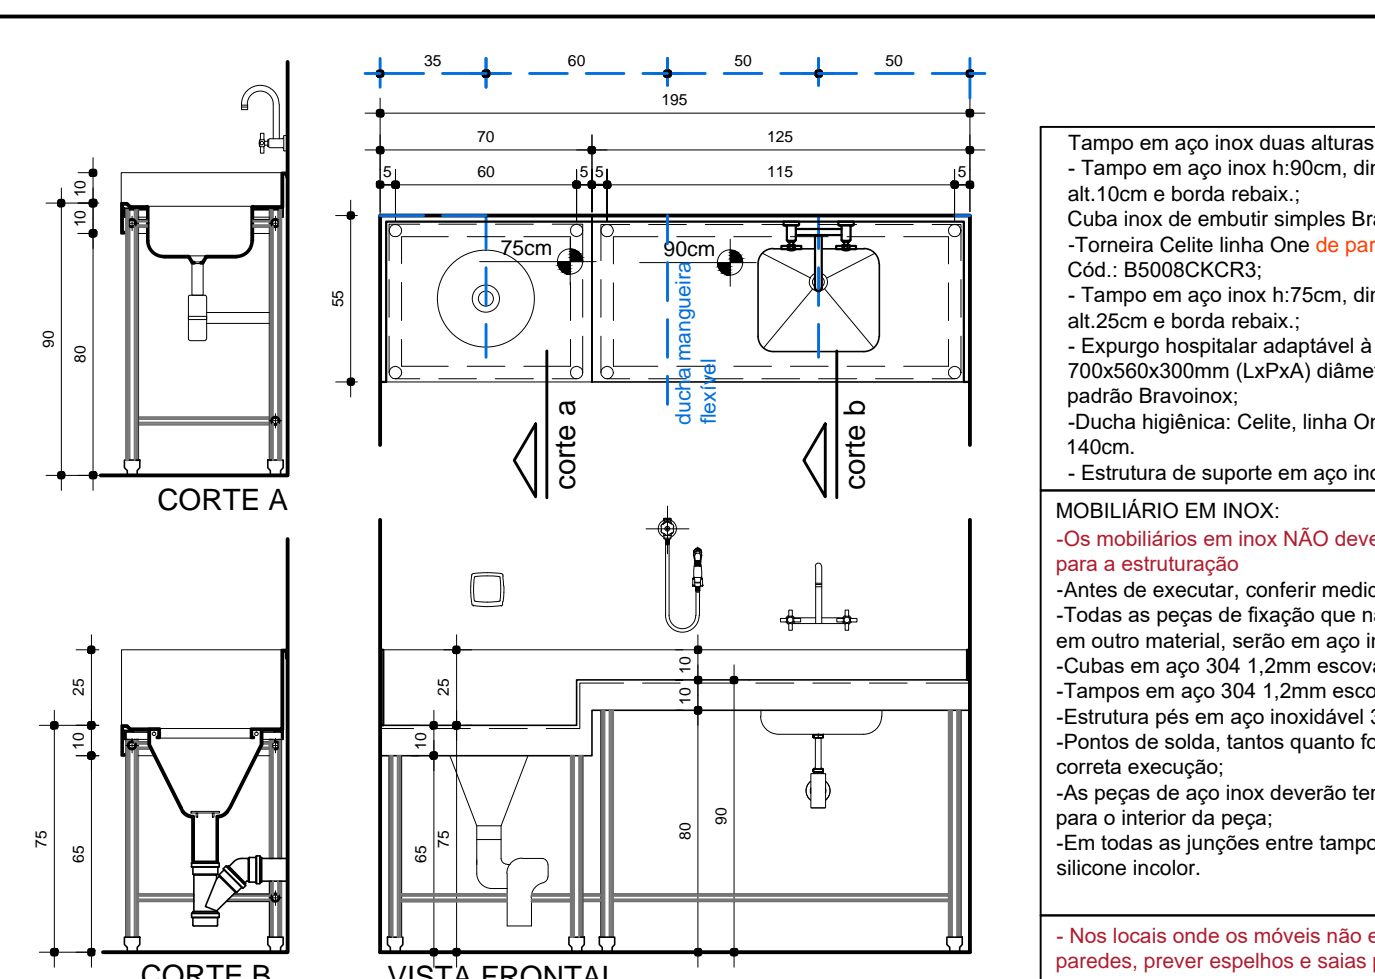 35 60 50 50
195
70 125
5 60 5 5 115 5
10
10
90
80
CORTE A
55
75cm
90cm
ducha mangueira
flexível
corte a
corte b
25
10
75
65
CORTE B
25
10
65
75
10
10
80
90
VISTA FRONTAL
Tampo em aço inox duas alturas
- Tampo em aço inox h:90cm, di
alt.10cm e borda rebaix.;
Cuba inox de embutir simples Bra
-Torneira Celite linha One de par
Cód.: B5008CKCR3;
- Tampo em aço inox h:75cm, di
alt.25cm e borda rebaix.;
- Expurgo hospitalar adaptável à
700x560x300mm (LxPxA) diâme
padrão Bravoinox;
-Ducha higiênica: Celite, linha On
140cm.
- Estrutura de suporte em aço ino
MOBILIÁRIO EM INOX:
-Os mobiliários em inox NÃO deve
para a estruturação
-Antes de executar, conferir medid
-Todas as peças de fixação que na
em outro material, serão em aço in
-Cubas em aço 304 1,2mm escova
-Tampos em aço 304 1,2mm esco
-Estrutura pés em aço inoxidável 3
-Pontos de solda, tantos quanto fo
correta execução;
-As peças de aço inox deverão ter
para o interior da peça;
-Em todas as junções entre tampo
silicone incolor.
- Nos locais onde os móveis não e
paredes, prever espelhos e saias p